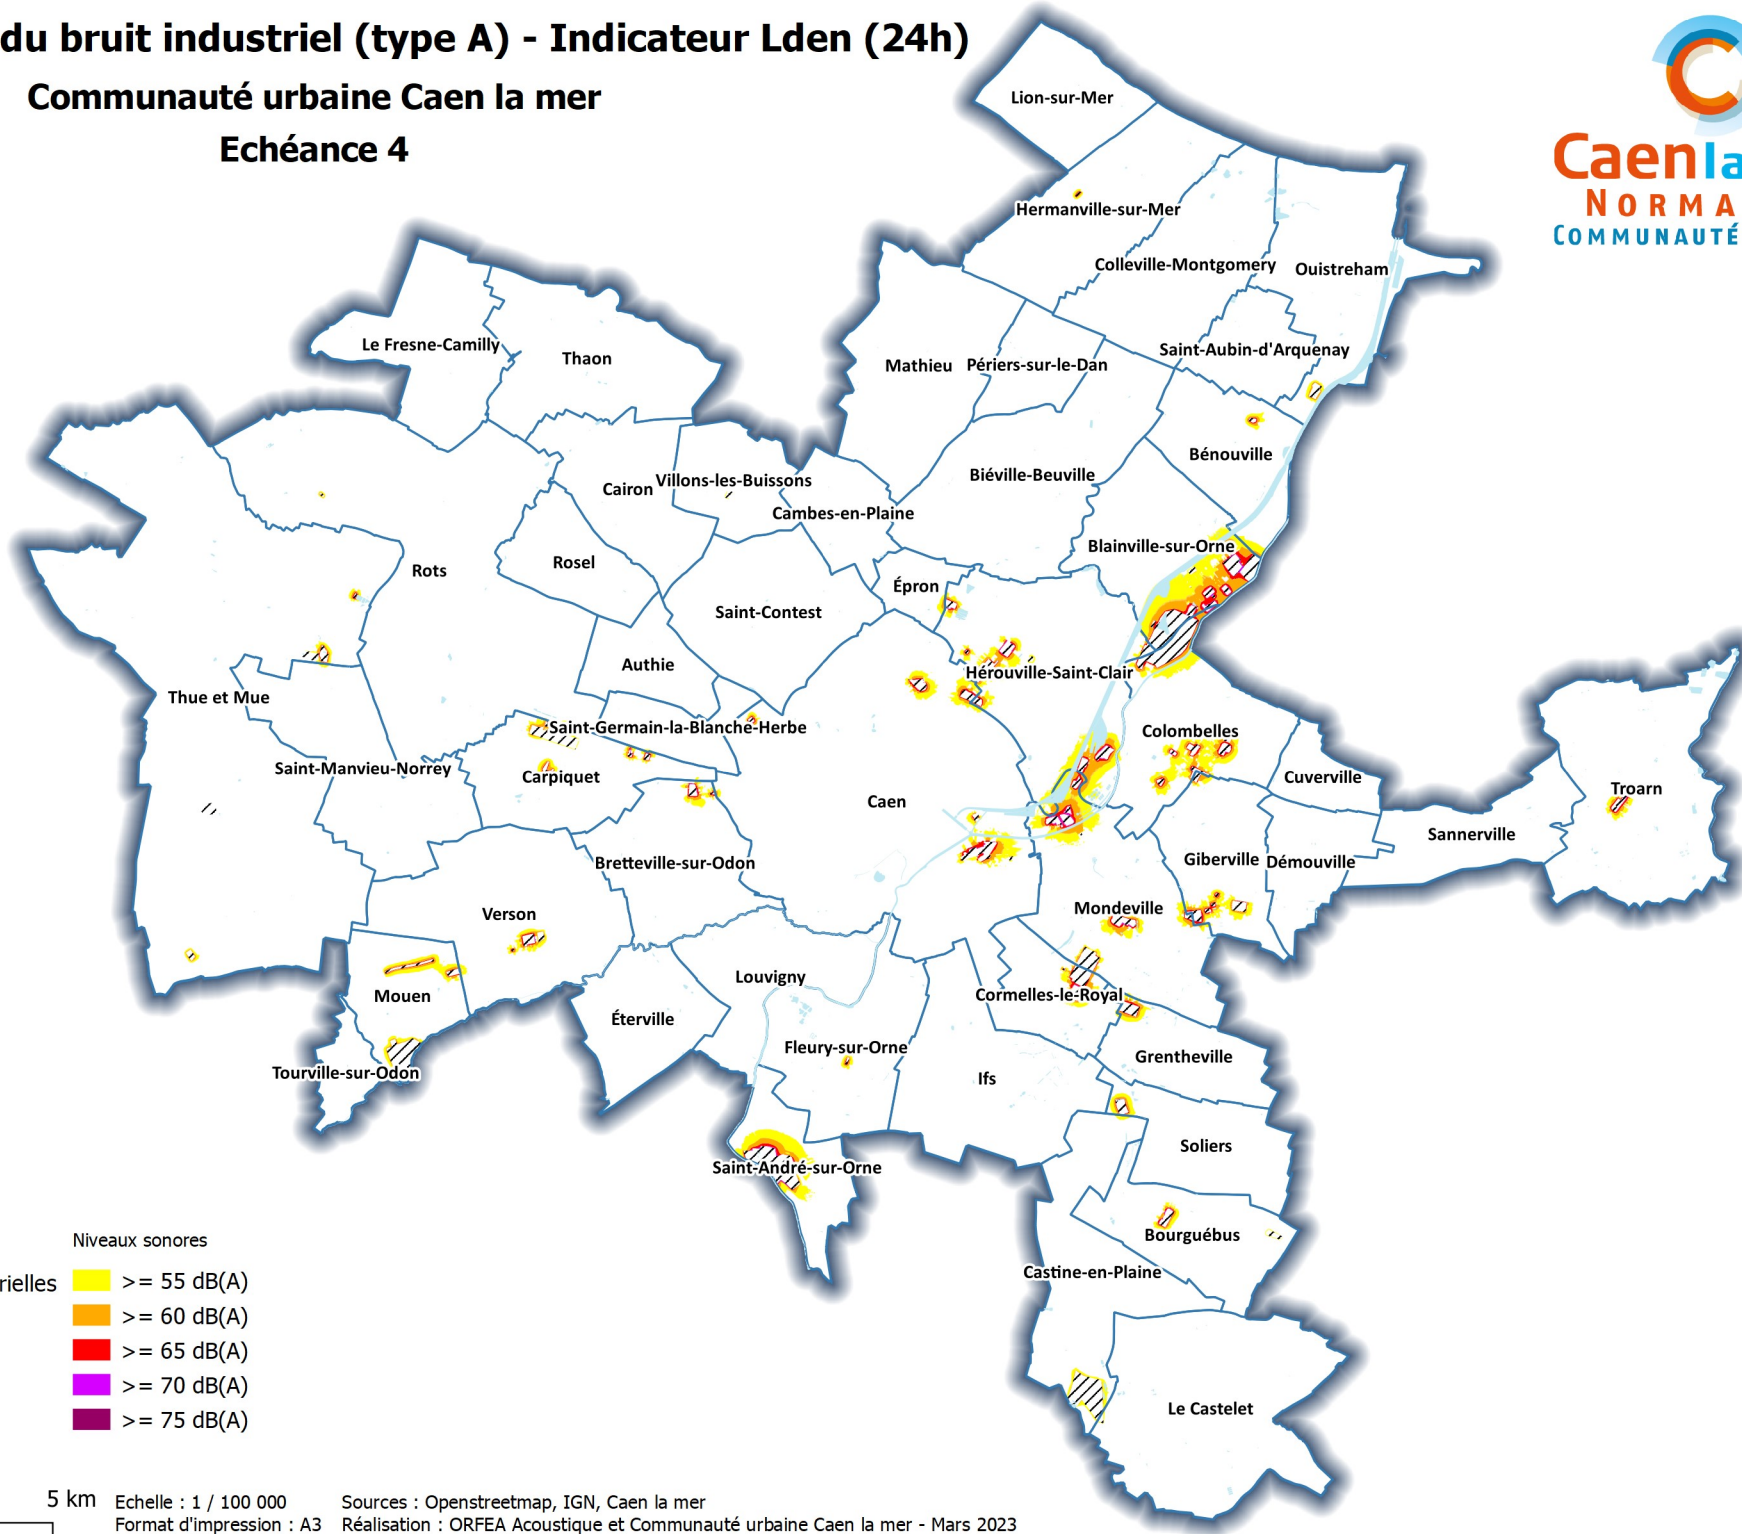 du bruit industriel (type A) - Indicateur Lden (24h)
Communauté urbaine Caen la mer
Echéance 4
Caen la
NORMA
COMMUNAUTÉ
Lion-sur-Mer
Hermanville-sur-Mer
Colleville-Montgomery
Ouistreham
Le Fresne-Camilly
Thaon
Mathieu
Périers-sur-le-Dan
Saint-Aubin-d'Arquenay
Cairon
Villons-les-Buissons
Biéville-Beuville
Bénouville
Cambes-en-Plaine
Blainville-sur-Orne
Rots
Rosel
Épron
Saint-Contest
Authie
Hérouville-Saint-Clair
Thue et Mue
Saint-Germain-la-Blanche-Herbe
Colombelles
Saint-Manvieu-Norrey
Carpiquet
Cuverville
Troarn
Caen
Sannerville
Bretteville-sur-Odon
Giberville
Démouville
Verson
Mondeville
Mouen
Louvigny
Cormelles-le-Royal
Éterville
Fleury-sur-Orne
Grentheville
Tourville-sur-Odon
Ifs
Soliers
Saint-André-sur-Orne
Bourguébus
Castine-en-Plaine
Le Castelet
Niveaux sonores
rielles
>= 55 dB(A)
>= 60 dB(A)
>= 65 dB(A)
>= 70 dB(A)
>= 75 dB(A)
5 km
Echelle : 1 / 100 000
Sources : Openstreetmap, IGN, Caen la mer
Format d'impression : A3
Réalisation : ORFEA Acoustique et Communauté urbaine Caen la mer - Mars 2023